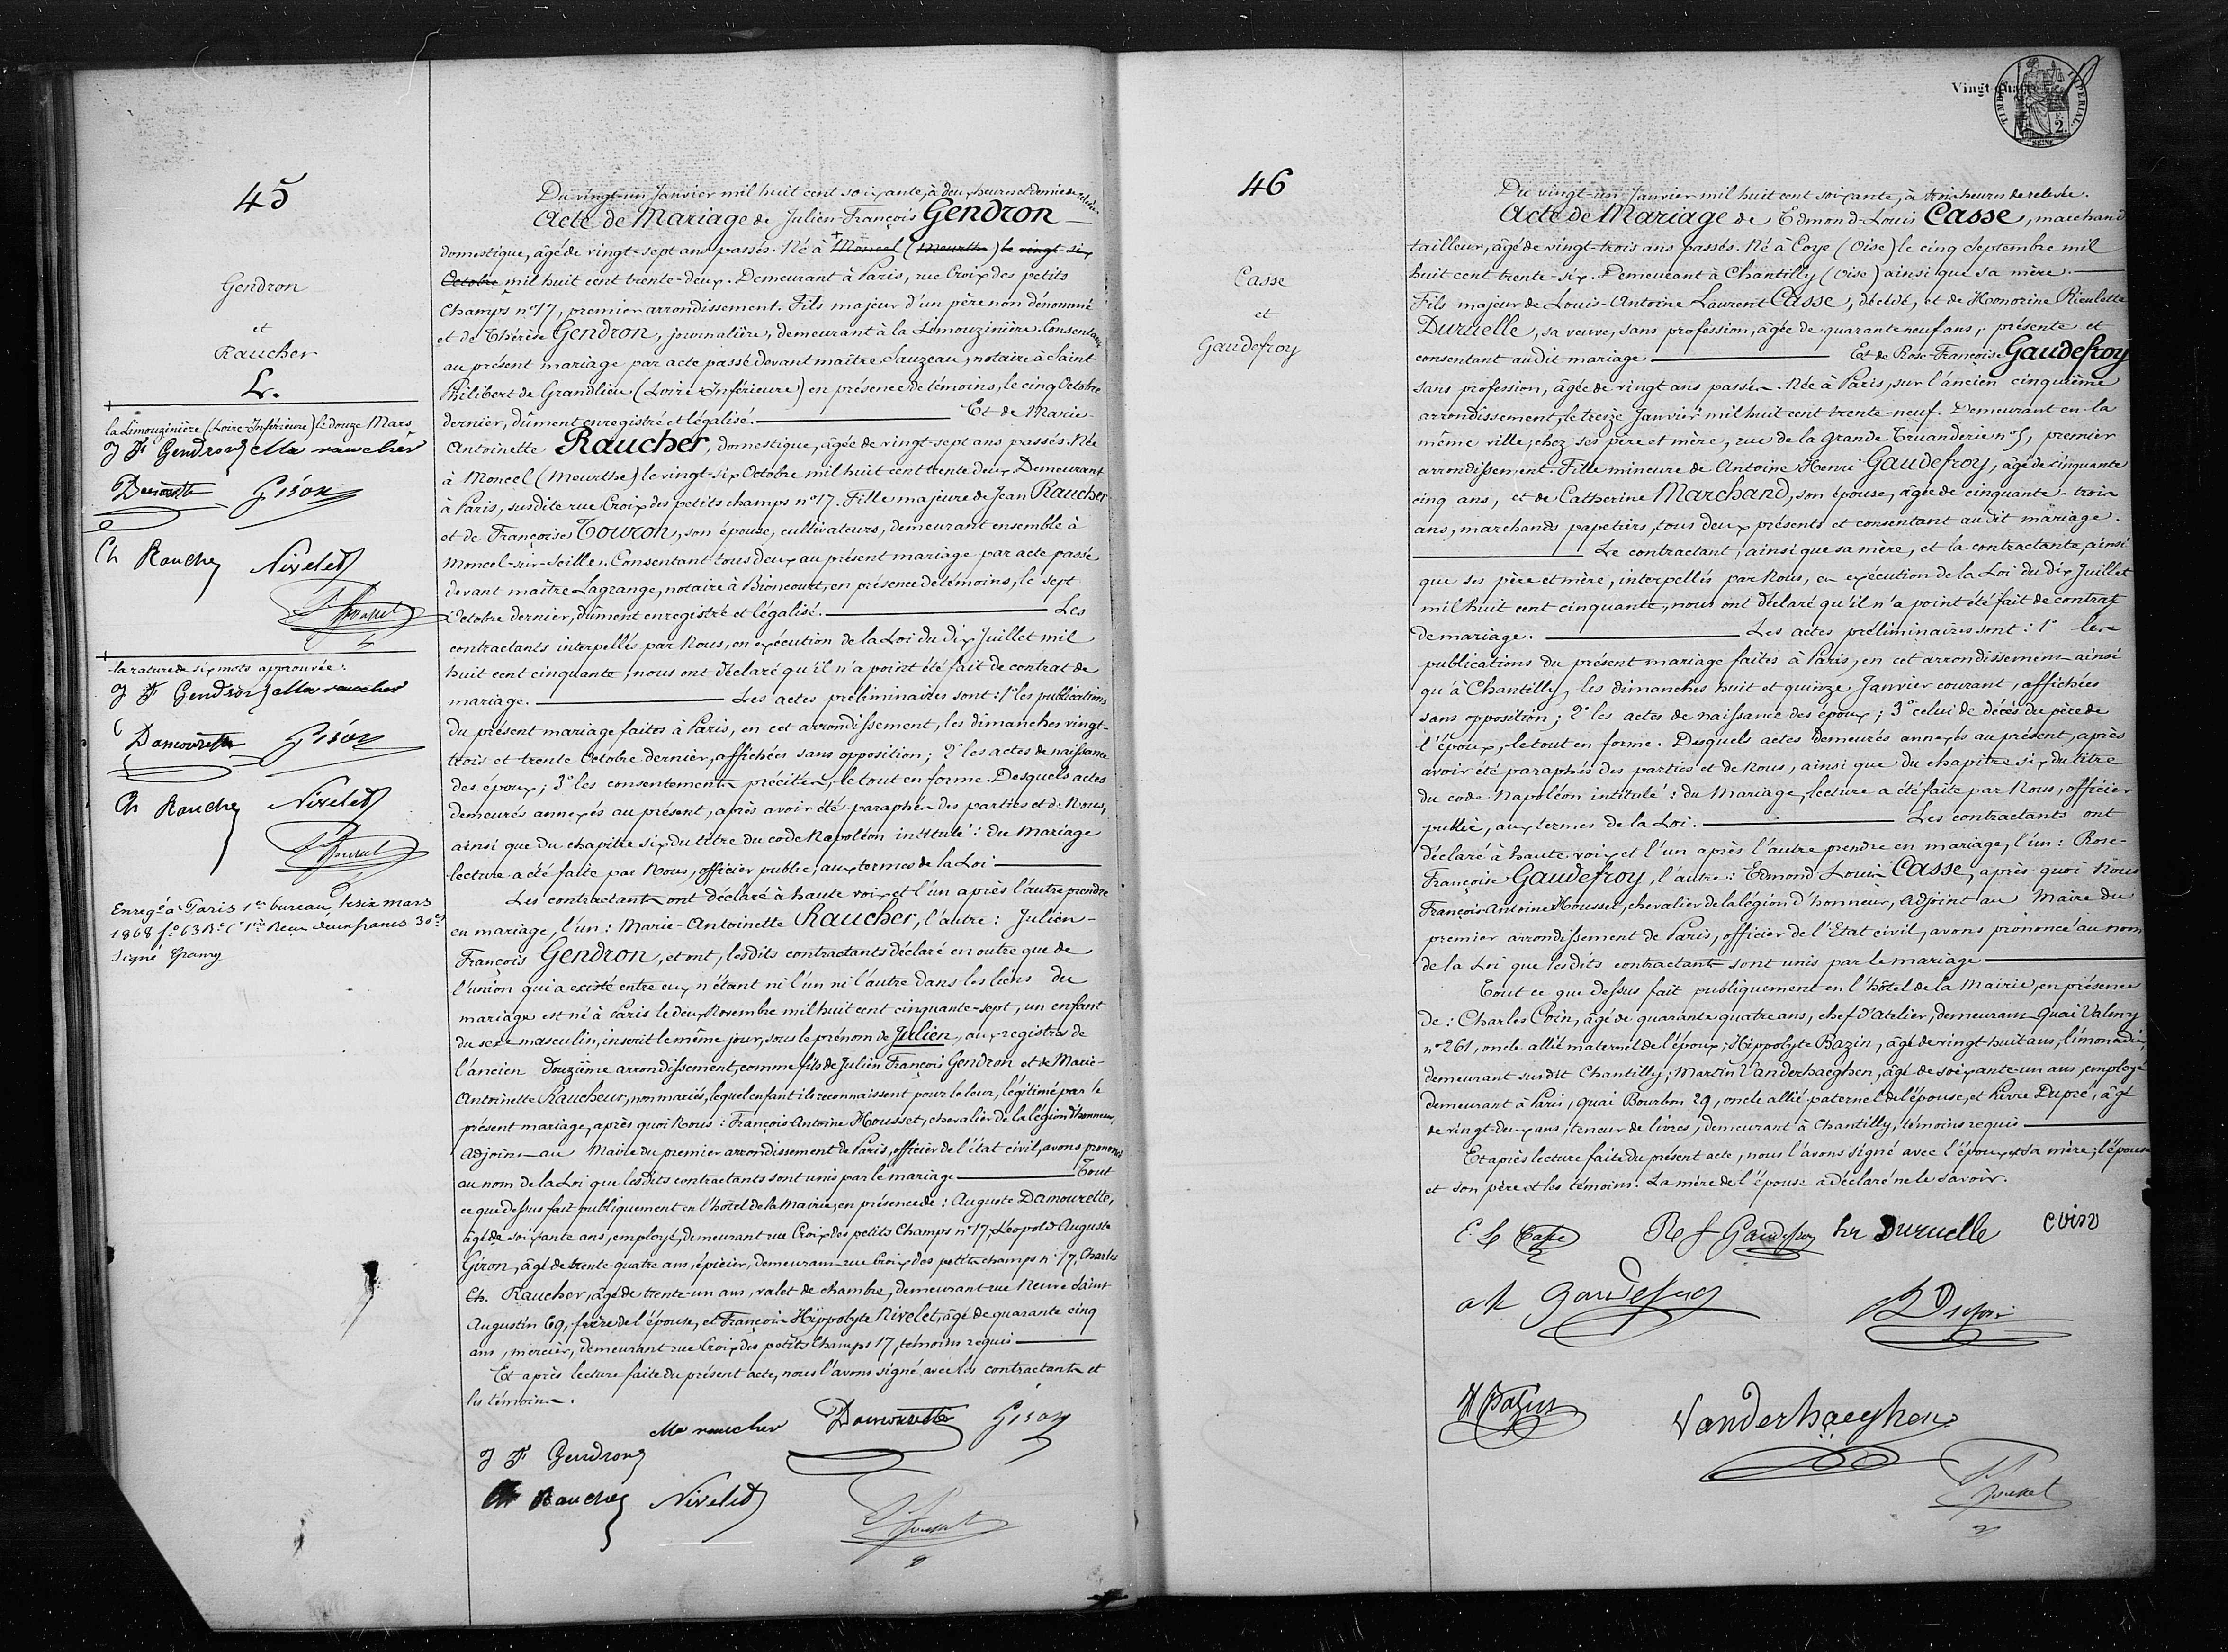 45
Gendron
et
Raucher
L.
la Limouzinière (Loire-Inférieure) le douze Mars
J F Gendron Ma raucher
Damourette Giron
Ch Raucher Nivelet
F. Housset
la rature de six mots approuvée :
J F Gendron Ma raucher
Damourette Giron
Ch Raucher Nivelet
F. Housset
Enregé à Paris 1er bureau, le six mars
1868 fo 63 Ro Ce 1re Reçu deux francs 30cs
Signé
Du vingt-un Janvier mil huit cent soixante, à deux heures et demie de relevée.
Acte de Mariage de Julien-François Gendron
domestique, âgé de vingt-sept ans passés. Né à + Moncel (Meurthe) le vingt-six
Octobre mil huit cent trente-deux. Demeurant à Paris, rue Croix des petits
Champs no 17, premier arrondissement. Fils majeur d'un père non dénommé
et de Thérèse Gendron, journalière, demeurant à la Limouzinière. Consentant
au présent mariage par acte passé devant maître Sauzeau, notaire à Saint
Philibert de Grandlieu (Loire-Inférieure) en présence de témoins, le cinq Octobre
dernier, dûment enregistré et légalisé. Et de Marie-
Antoinette Raucher, domestique, âgée de vingt-sept ans passés. Née
à Moncel (Meurthe) le vingt-six Octobre mil huit cent trente deux. Demeurant
à Paris, susdite rue Croix des petits champs no 17. Fille majeure de Jean Raucher
et de Françoise Touron, son épouse, cultivateurs, demeurant ensemble à
Moncel-sur-Seille. Consentant tous deux au présent mariage par acte passé
devant maître Lagrange, notaire à Bioncourt, en présence de témoins, le sept
Octobre dernier, dûment enregistré et légalisé. Les
contractants interpellés par Nous, en exécution de la Loi du dix Juillet mil
huit cent cinquante, nous ont déclaré qu'il n'a point été fait de contrat de
mariage. Les actes préliminaires sont : 1o les publications
du présent mariage faites à Paris, en cet arrondissement, les dimanches vingt-
trois et trente Octobre dernier, affichées sans opposition ; 2o les actes de naissance
des époux ; 3o les consentements précités, le tout en forme. Desquels actes
demeurés annexés au présent, après avoir été paraphés des parties et de Nous,
ainsi que du chapitre six du titre du code Napoléon intitulé : du Mariage
lecture a été faite par Nous, officier public, aux termes de la Loi.
Les contractants ont déclaré à haute voix et l'un après l'autre prendre
en mariage, l'un : Marie-Antoinette Raucher, l'autre : Julien-
François Gendron, et ont, lesdits contractants déclaré en outre que de
l'union qui a existé entre eux n'étant ni l'un ni l'autre dans les liens du
mariage est né à Paris le deux Novembre mil huit cent cinquante-sept, un enfant
du sexe masculin, inscrit le même jour, sous le prénom de Julien, aux registres de
l'ancien douzième arrondissement, comme fils de Julien François Gendron et de Marie-
Antoinette Raucheur, non mariés, lequel enfant ils reconnaissent pour le leur, légitimé par le
présent mariage, après quoi Nous : François Antoine Housset, chevalier de la légion d'honneur,
Adjoint au Maire du premier arrondissement de Paris, officier de l'état civil, avons prononcé
au nom de la Loi que lesdits contractants sont unis par le mariage. Tout
ce que dessus fait publiquement en l'hôtel de la Mairie, en présence de : Auguste Damourette,
âgé de soixante ans, employé, demeurant rue Croix des petits Champs no 17, Léopold Auguste
Giron, âgé de trente-quatre ans, épicier, demeurant rue Croix des petits champs no 17, Charles
Ch. Raucher, âgé de trente-un ans, valet de chambre, demeurant rue Neuve Saint
Augustin 69, frère de l'épouse, et François Hippolyte Nivelet, âgé de quarante cinq
ans, mercier, demeurant rue Croix des petits Champs 17, témoins requis
Et après lecture faite du présent acte, nous l'avons signé avec les contractants et
les témoins.
Ma raucher Damourette Giron
J F Gendron
Ch Raucher Nivelet
F. Housset
Vingt-quatre
TIMBRE IMPERIAL
2.
SEINE
46
Casse
et
Gaudefroy
Du vingt-un Janvier mil huit cent soixante, à trois heures de relevée.
Acte de Mariage de Edmond-Louis Casse, marchand
tailleur, âgé de vingt-trois ans passés. Né à Coye (Oise) le cinq Septembre mil
huit cent trente-six. Demeurant à Chantilly (Oise) ainsi que sa mère.
Fils majeur de Louis-Antoine Laurent Casse, décédé, et de Honorine Rieulette
Duruelle, sa veuve, sans profession, âgée de quarante neuf ans, présente et
consentant audit mariage. Et de Rose-Françoise Gaudefroy
sans profession, âgée de vingt ans passés. Née à Paris, sur l'ancien cinquième
arrondissement, le treize Janvier mil huit cent trente-neuf. Demeurant en la
même ville, chez ses père et mère, rue de la Grande Truanderie no 5, premier
arrondissement. Fille mineure de Antoine Henri Gaudefroy, âgé de cinquante
cinq ans, et de Catherine Marchand, son épouse, âgée de cinquante-trois
ans, marchands papetiers, tous deux présents et consentant audit mariage.
Le contractant, ainsi que sa mère, et la contractante, ainsi
que ses père et mère, interpellés par Nous, en exécution de la Loi du dix Juillet
mil huit cent cinquante, nous ont déclaré qu'il n'a point été fait de contrat
de mariage. Les actes préliminaires sont : 1o les
publications du présent mariage faites à Paris, en cet arrondissement ainsi
qu'à Chantilly, les dimanches huit et quinze Janvier courant, affichées
sans opposition ; 2o les actes de naissance des époux ; 3o celui de décès du père de
l'époux, le tout en forme. Desquels actes demeurés annexés au présent, après
avoir été paraphés des parties et de Nous, ainsi que du chapitre six du titre
du code Napoléon intitulé : du Mariage, lecture a été faite par Nous, officier
public, aux termes de la Loi. Les contractants ont
déclaré à haute voix et l'un après l'autre prendre en mariage, l'un : Rose-
Françoise Gaudefroy, l'autre : Edmond Louis Casse, après quoi Nous
François Antoine Housset, chevalier de la légion d'honneur, Adjoint au Maire du
premier arrondissement de Paris, officier de l'Etat civil, avons prononcé au nom
de la Loi que lesdits contractants sont unis par le mariage
Tout ce que dessus fait publiquement en l'hôtel de la Mairie, en présence
de : Charles Coin, âgé de quarante quatre ans, chef d'atelier, demeurant Quai Valmy
no 261, oncle allié maternel de l'époux ; Hippolyte Bazin, âgé de vingt-huit ans, limonadier,
demeurant susdit Chantilly ; Martin Vanderhaeghen, âgé de soixante-un ans, employé
demeurant à Paris, quai Bourbon 29, oncle allié paternel de l'épouse, et Pierre Dupré, âgé
de vingt-deux ans, teneur de livres, demeurant à Chantilly, témoins requis
Et après lecture faite du présent acte, nous l'avons signé avec l'époux et sa mère, l'épouse
et son père et les témoins. La mère de l'épouse a déclaré ne le savoir.
E. L. Casse R f Gaudefroy hr Duruelle coin
a h Gaudefroy
H Bazin
Vanderhaeghen
F. Housset